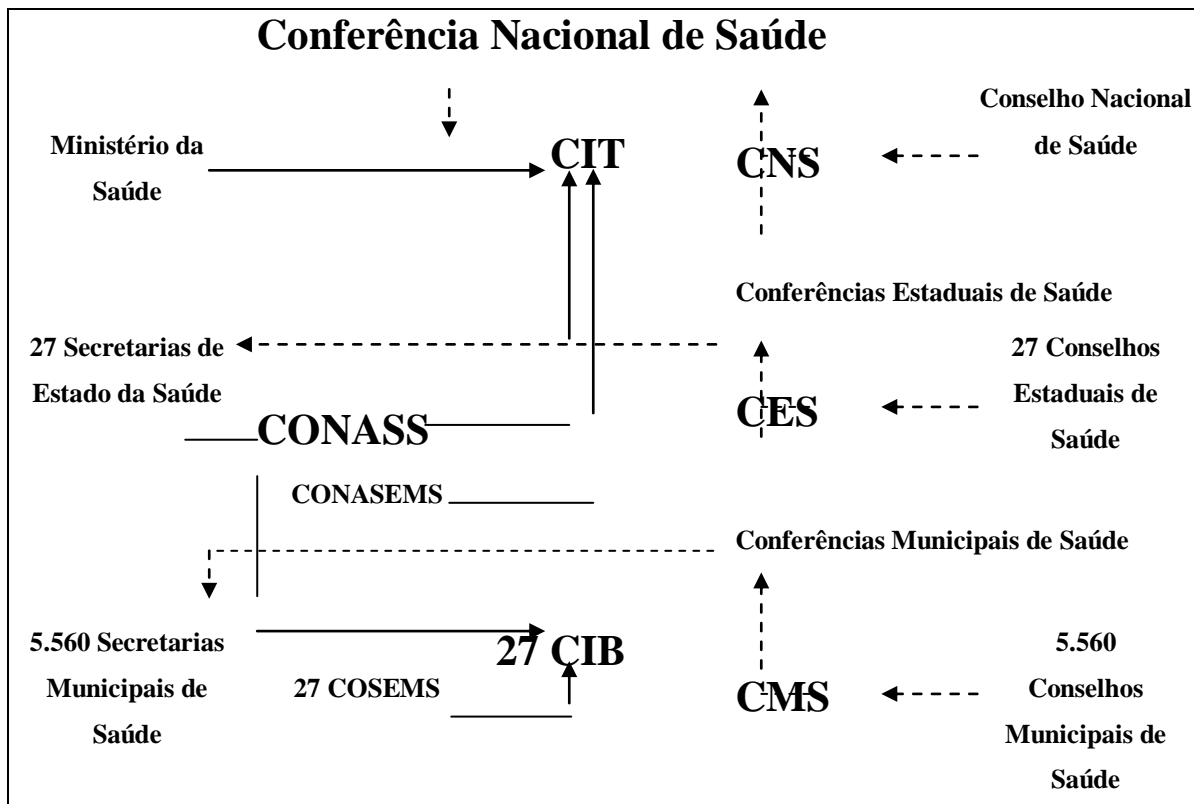 Conferência Nacional de Saúde
Ministério da
Saúde
CIT
CNS
Conselho Nacional
de Saúde
Conferências Estaduais de Saúde
27 Secretarias de
Estado da Saúde
27 Conselhos
Estaduais de
Saúde
CES
CONASS
CONASEMS
Conferências Municipais de Saúde
5.560 Secretarias
Municipais de
Saúde
27 COSEMS
27 CIB
CMS
5.560
Conselhos
Municipais de
Saúde